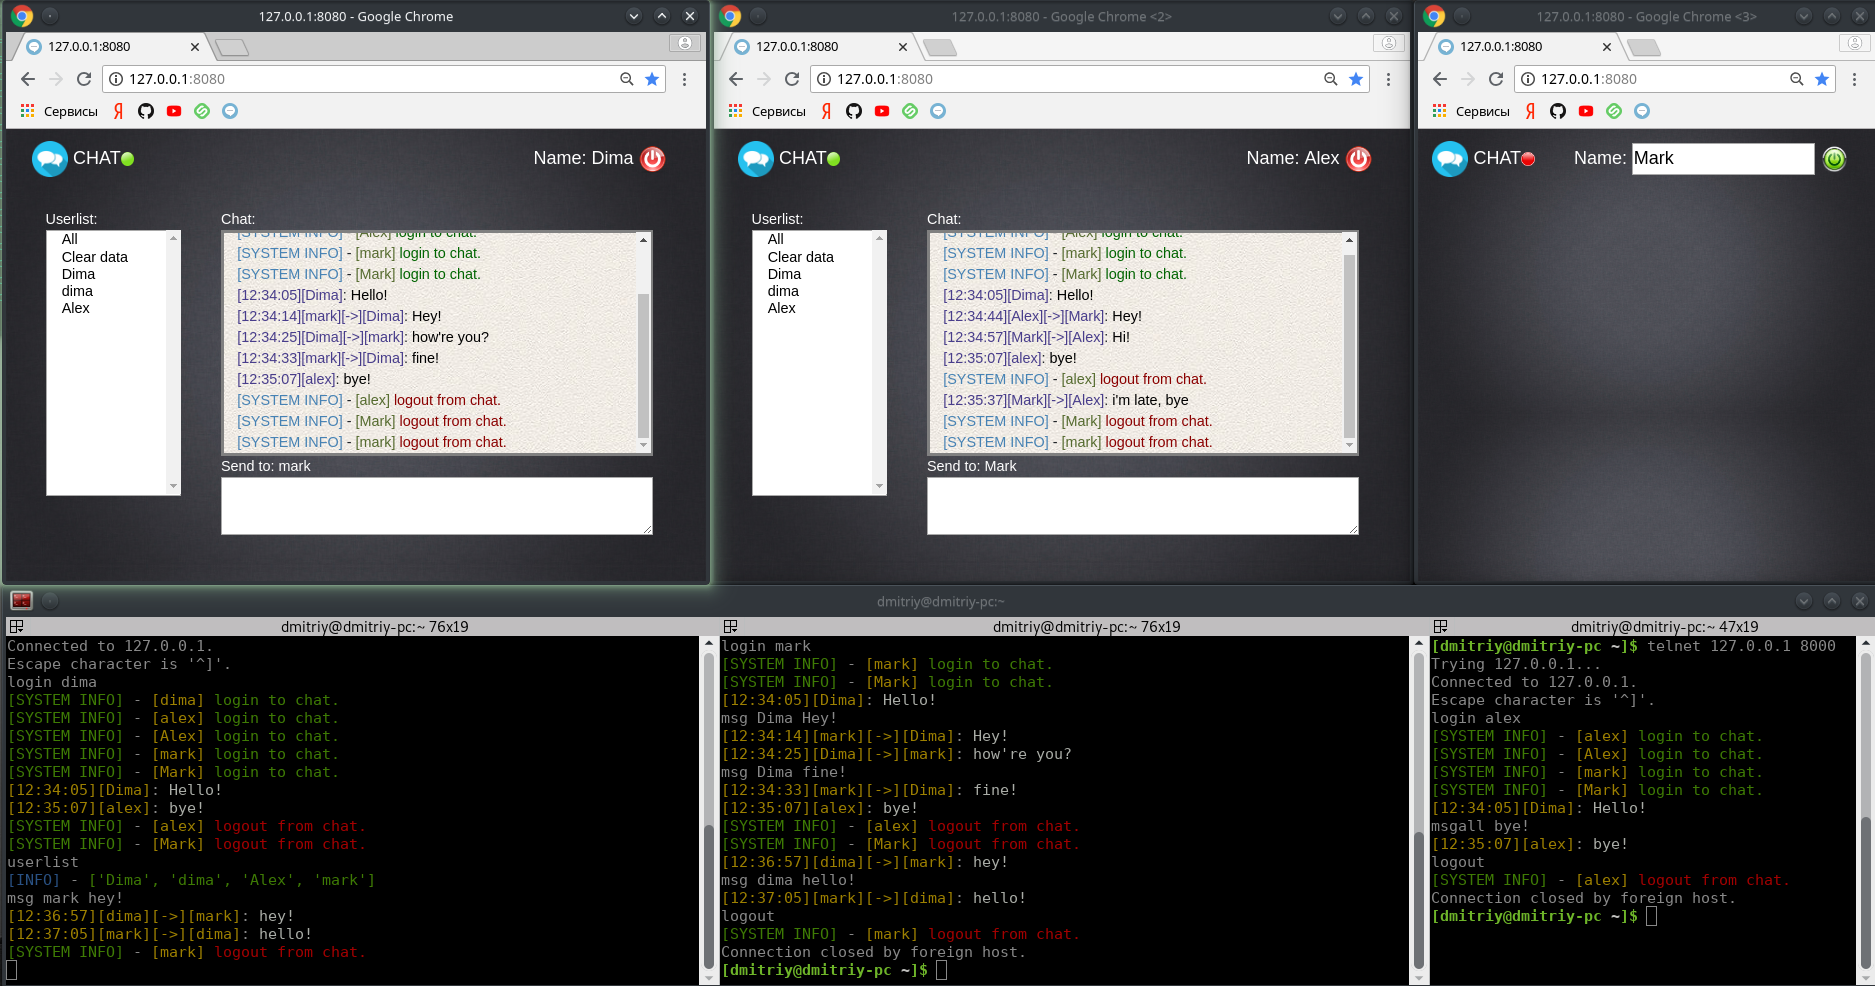 127.0.0.1:8080 - Google Chrome
127.0.0.1:8080
127.0.0.1:8080
Сервисы
CHAT
Name: Dima
Userlist:
All
Clear data
Dima
dima
Alex
Chat:
[SYSTEM INFO] - [Alex] login to chat.
[SYSTEM INFO] - [mark] login to chat.
[SYSTEM INFO] - [Mark] login to chat.
[12:34:05][Dima]: Hello!
[12:34:14][mark][->][Dima]: Hey!
[12:34:25][Dima][->][mark]: how're you?
[12:34:33][mark][->][Dima]: fine!
[12:35:07][alex]: bye!
[SYSTEM INFO] - [alex] logout from chat.
[SYSTEM INFO] - [Mark] logout from chat.
[SYSTEM INFO] - [mark] logout from chat.
Send to: mark
127.0.0.1:8080 - Google Chrome <2>
127.0.0.1:8080
127.0.0.1:8080
Сервисы
CHAT
Name: Alex
Userlist:
All
Clear data
Dima
dima
Alex
Chat:
[SYSTEM INFO] - [Alex] login to chat.
[SYSTEM INFO] - [mark] login to chat.
[SYSTEM INFO] - [Mark] login to chat.
[12:34:05][Dima]: Hello!
[12:34:44][Alex][->][Mark]: Hey!
[12:34:57][Mark][->][Alex]: Hi!
[12:35:07][alex]: bye!
[SYSTEM INFO] - [alex] logout from chat.
[12:35:37][Mark][->][Alex]: i'm late, bye
[SYSTEM INFO] - [Mark] logout from chat.
[SYSTEM INFO] - [mark] logout from chat.
Send to: Mark
127.0.0.1:8080 - Google Chrome <3>
127.0.0.1:8080
127.0.0.1:8080
Сервисы
CHAT
Name: Mark
dmitriy@dmitriy-pc:~
dmitriy@dmitriy-pc:~ 76x19
Connected to 127.0.0.1.
Escape character is '^]'.
login dima
[SYSTEM INFO] - [dima] login to chat.
[SYSTEM INFO] - [alex] login to chat.
[SYSTEM INFO] - [Alex] login to chat.
[SYSTEM INFO] - [mark] login to chat.
[SYSTEM INFO] - [Mark] login to chat.
[12:34:05][Dima]: Hello!
[12:35:07][alex]: bye!
[SYSTEM INFO] - [alex] logout from chat.
[SYSTEM INFO] - [Mark] logout from chat.
userlist
[INFO] - ['Dima', 'dima', 'Alex', 'mark']
msg mark hey!
[12:36:57][dima][->][mark]: hey!
[12:37:05][mark][->][dima]: hello!
[SYSTEM INFO] - [mark] logout from chat.
dmitriy@dmitriy-pc:~ 76x19
login mark
[SYSTEM INFO] - [mark] login to chat.
[SYSTEM INFO] - [Mark] login to chat.
[12:34:05][Dima]: Hello!
msg Dima Hey!
[12:34:14][mark][->][Dima]: Hey!
[12:34:25][Dima][->][mark]: how're you?
msg Dima fine!
[12:34:33][mark][->][Dima]: fine!
[12:35:07][alex]: bye!
[SYSTEM INFO] - [alex] logout from chat.
[SYSTEM INFO] - [Mark] logout from chat.
[12:36:57][dima][->][mark]: hey!
msg dima hello!
[12:37:05][mark][->][dima]: hello!
logout
[SYSTEM INFO] - [mark] logout from chat.
Connection closed by foreign host.
[dmitriy@dmitriy-pc ~]$
dmitriy@dmitriy-pc:~ 47x19
[dmitriy@dmitriy-pc ~]$ telnet 127.0.0.1 8000
Trying 127.0.0.1...
Connected to 127.0.0.1.
Escape character is '^]'.
login alex
[SYSTEM INFO] - [alex] login to chat.
[SYSTEM INFO] - [Alex] login to chat.
[SYSTEM INFO] - [mark] login to chat.
[SYSTEM INFO] - [Mark] login to chat.
[12:34:05][Dima]: Hello!
msgall bye!
[12:35:07][alex]: bye!
logout
[SYSTEM INFO] - [alex] logout from chat.
Connection closed by foreign host.
[dmitriy@dmitriy-pc ~]$